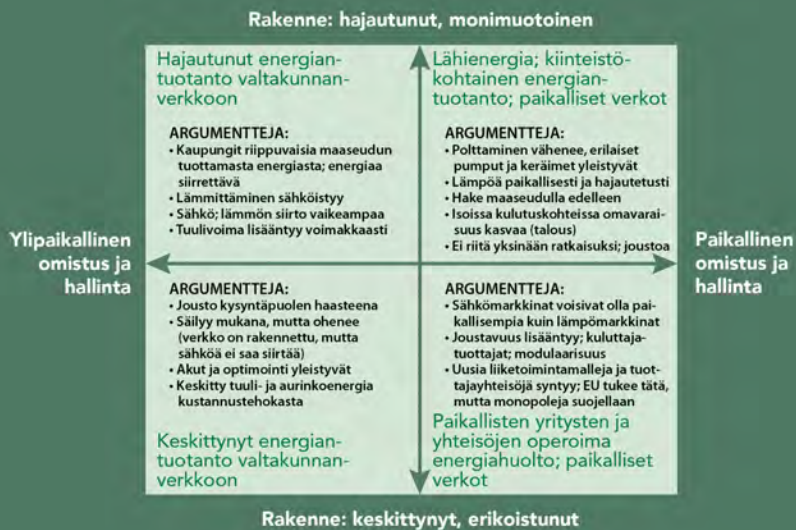 Rakenne: hajautunut, monimuotoinen
Hajautunut energian-
tuotanto valtakunnan-
verkkoon
ARGUMENTTEJA:
• Kaupungit riippuvaisia maaseudun
tuottamasta energiasta; energiaa
siirrettävä
• Lämmittäminen sähköistyy
• Sähkö; lämmön siirto vaikeampaa
• Tuulivoima lisääntyy voimakkaasti
Lähienergia; kiinteistö-
kohtainen energian-
tuotanto; paikalliset verkot
ARGUMENTTEJA:
• Polttaminen vähenee, erilaiset
pumput ja keräimet yleistyvät
• Lämpöä paikallisesti ja hajautetusti
• Hake maaseudulla edelleen
• Isoissa kulutuskohteissa omavarai-
suus kasvaa (talous)
• Ei riitä yksinään ratkaisuksi; joustoa
Ylipaikallinen
omistus ja
hallinta
Paikallinen
omistus ja
hallinta
ARGUMENTTEJA:
• Jousto kysyntäpuolen haasteena
• Säilyy mukana, mutta ohenee
(verkko on rakennettu, mutta
sähköä ei saa siirtää)
• Akut ja optimointi yleistyvät
• Keskitty tuuli- ja aurinkoenergia
kustannustehokasta
Keskittynyt energian-
tuotanto valtakunnan-
verkkoon
ARGUMENTTEJA:
• Sähkömarkkinat voisivat olla pai-
kallisempia kuin lämpömarkkinat
• Joustavuus lisääntyy; kuluttaja-
tuottajat; modulaarisuus
• Uusia liiketoimintamalleja ja tuot-
tajayhteisöjä syntyy; EU tukee tätä,
mutta monopoleja suojellaan
Paikallisten yritysten ja
yhteisöjen operoima
energiahuolto; paikalliset
verkot
Rakenne: keskittynyt, erikoistunut